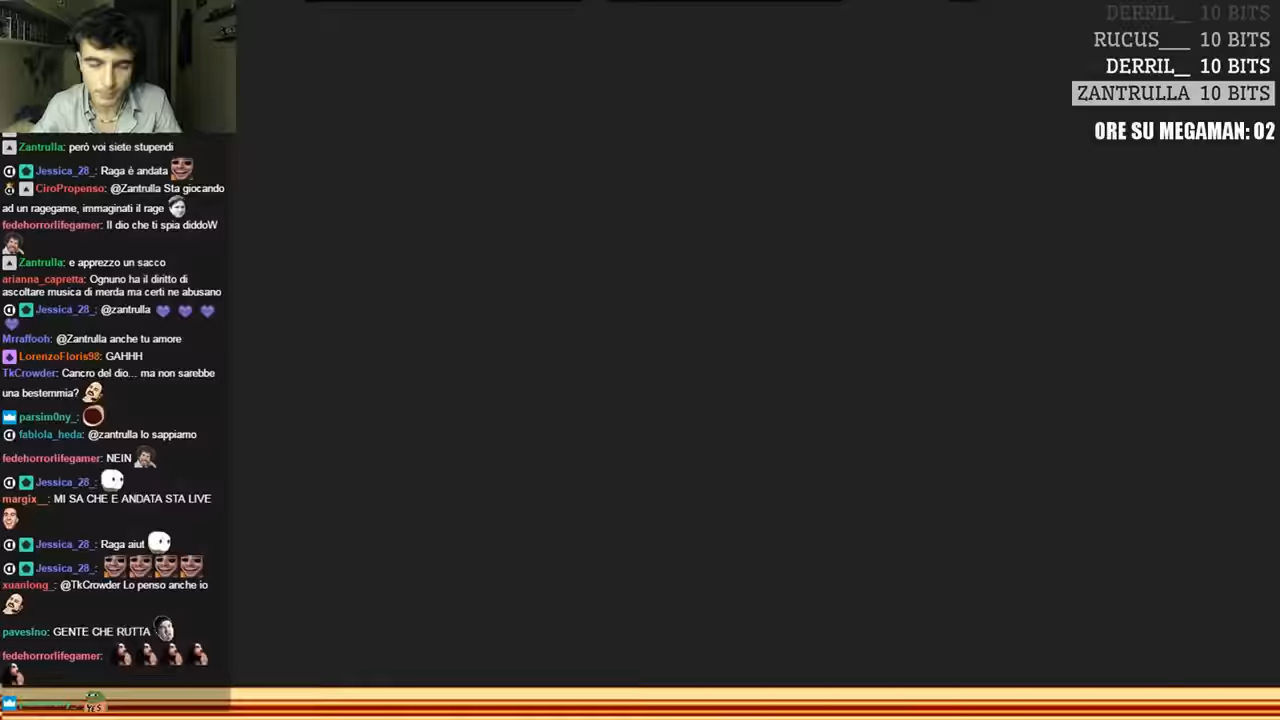 DERRIL__ 10 BITS
RUCUS___ 10 BITS
DERRIL__ 10 BITS
ZANTRULLA 10 BITS
ORE SU MEGAMAN: 02
Zantrulla: però voi siete stupendi
Jessica_28_: Raga è andata
CiroPropenso: @Zantrulla Sta giocando
ad un ragegame, immaginati il rage
fedehorrorlifegamer: Il dio che ti spia diddoW
Zantrulla: e apprezzo un sacco
arianna_capretta: Ognuno ha il diritto di
ascoltare musica di merda ma certi ne abusano
Jessica_28_: @zantrulla
Mrraffooh: @Zantrulla anche tu amore
LorenzoFloris98: GAHHH
TkCrowder: Cancro del dio... ma non sarebbe
una bestemmia?
parsim0ny_:
fabiola_heda: @zantrulla lo sappiamo
fedehorrorlifegamer: NEIN
Jessica_28_:
margix__: MI SA CHE E ANDATA STA LIVE
Jessica_28_: Raga aiut
Jessica_28_:
xuanlong_: @TkCrowder Lo penso anche io
pavesino: GENTE CHE RUTTA
fedehorrorlifegamer:
YES